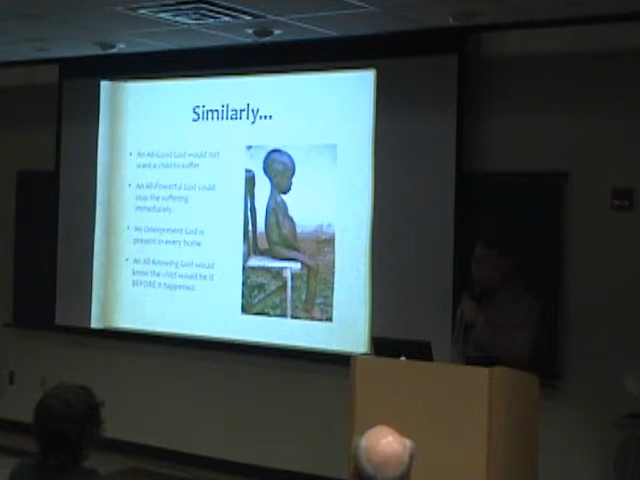 Similarly...
• An All-Good God would not
want a child to suffer
• An All-Powerful God could
stop the suffering
immediately.
• An Omnipresent God is
present in every home.
• An All-Knowing God would
know the child would be ill
BEFORE it happened.